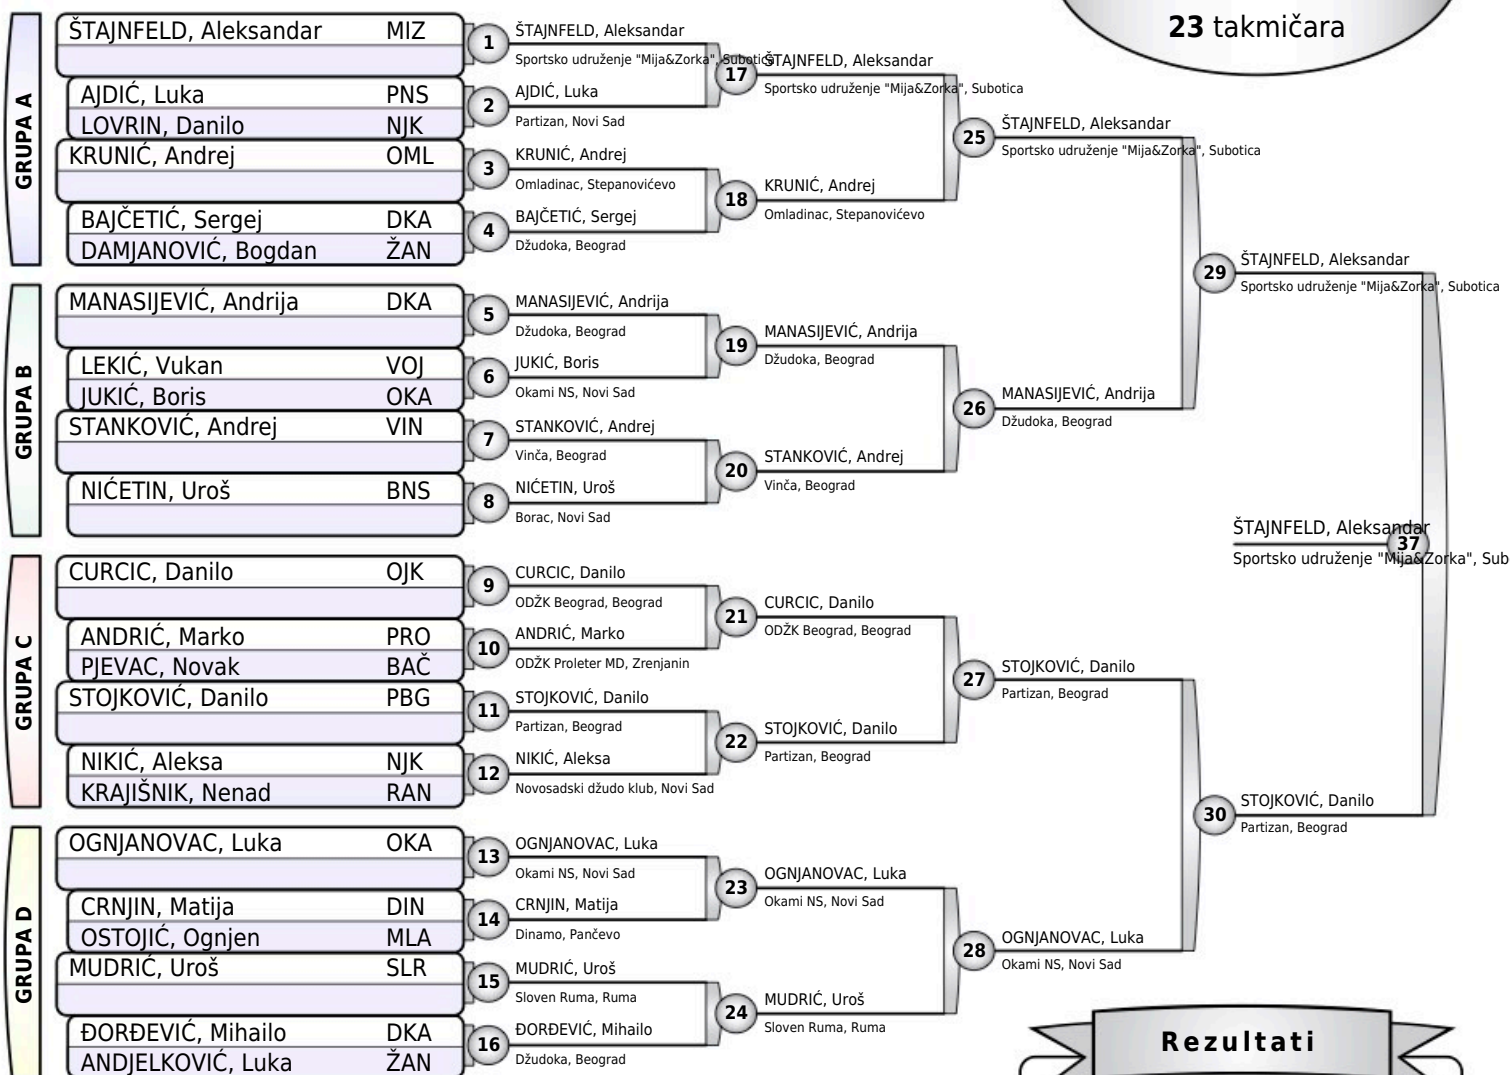 23 takmičara
GRUPA A
ŠTAJNFELD, Aleksandar MIZ
AJDIĆ, Luka PNS
LOVRIN, Danilo NJK
KRUNIĆ, Andrej OML
BAJČETIĆ, Sergej DKA
DAMJANOVIĆ, Bogdan ŽAN
GRUPA B
MANASIJEVIĆ, Andrija DKA
LEKIĆ, Vukan VOJ
JUKIĆ, Boris OKA
STANKOVIĆ, Andrej VIN
NIĆETIN, Uroš BNS
GRUPA C
CURCIC, Danilo OJK
ANDRIĆ, Marko PRO
PJEVAC, Novak BAČ
STOJKOVIĆ, Danilo PBG
NIKIĆ, Aleksa NJK
KRAJIŠNIK, Nenad RAN
GRUPA D
OGNJANOVAC, Luka OKA
CRNJIN, Matija DIN
OSTOJIĆ, Ognjen MLA
MUDRIĆ, Uroš SLR
ĐORĐEVIĆ, Mihailo DKA
ANDJELKOVIĆ, Luka ŽAN
1
ŠTAJNFELD, Aleksandar
Sportsko udruženje "Mija&Zorka", Subotica
2
AJDIĆ, Luka
Partizan, Novi Sad
3
KRUNIĆ, Andrej
Omladinac, Stepanovićevo
4
BAJČETIĆ, Sergej
Džudoka, Beograd
5
MANASIJEVIĆ, Andrija
Džudoka, Beograd
6
JUKIĆ, Boris
Okami NS, Novi Sad
7
STANKOVIĆ, Andrej
Vinča, Beograd
8
NIĆETIN, Uroš
Borac, Novi Sad
9
CURCIC, Danilo
ODŽK Beograd, Beograd
10
ANDRIĆ, Marko
ODŽK Proleter MD, Zrenjanin
11
STOJKOVIĆ, Danilo
Partizan, Beograd
12
NIKIĆ, Aleksa
Novosadski džudo klub, Novi Sad
13
OGNJANOVAC, Luka
Okami NS, Novi Sad
14
CRNJIN, Matija
Dinamo, Pančevo
15
MUDRIĆ, Uroš
Sloven Ruma, Ruma
16
ĐORĐEVIĆ, Mihailo
Džudoka, Beograd
17
ŠTAJNFELD, Aleksandar
Sportsko udruženje "Mija&Zorka", Subotica
18
KRUNIĆ, Andrej
Omladinac, Stepanovićevo
19
MANASIJEVIĆ, Andrija
Džudoka, Beograd
20
STANKOVIĆ, Andrej
Vinča, Beograd
21
CURCIC, Danilo
ODŽK Beograd, Beograd
22
STOJKOVIĆ, Danilo
Partizan, Beograd
23
OGNJANOVAC, Luka
Okami NS, Novi Sad
24
MUDRIĆ, Uroš
Sloven Ruma, Ruma
25
ŠTAJNFELD, Aleksandar
Sportsko udruženje "Mija&Zorka", Subotica
26
MANASIJEVIĆ, Andrija
Džudoka, Beograd
27
STOJKOVIĆ, Danilo
Partizan, Beograd
28
OGNJANOVAC, Luka
Okami NS, Novi Sad
29
ŠTAJNFELD, Aleksandar
Sportsko udruženje "Mija&Zorka", Subotica
30
STOJKOVIĆ, Danilo
Partizan, Beograd
37
ŠTAJNFELD, Aleksandar
Sportsko udruženje "Mija&Zorka", Sub
Rezultati